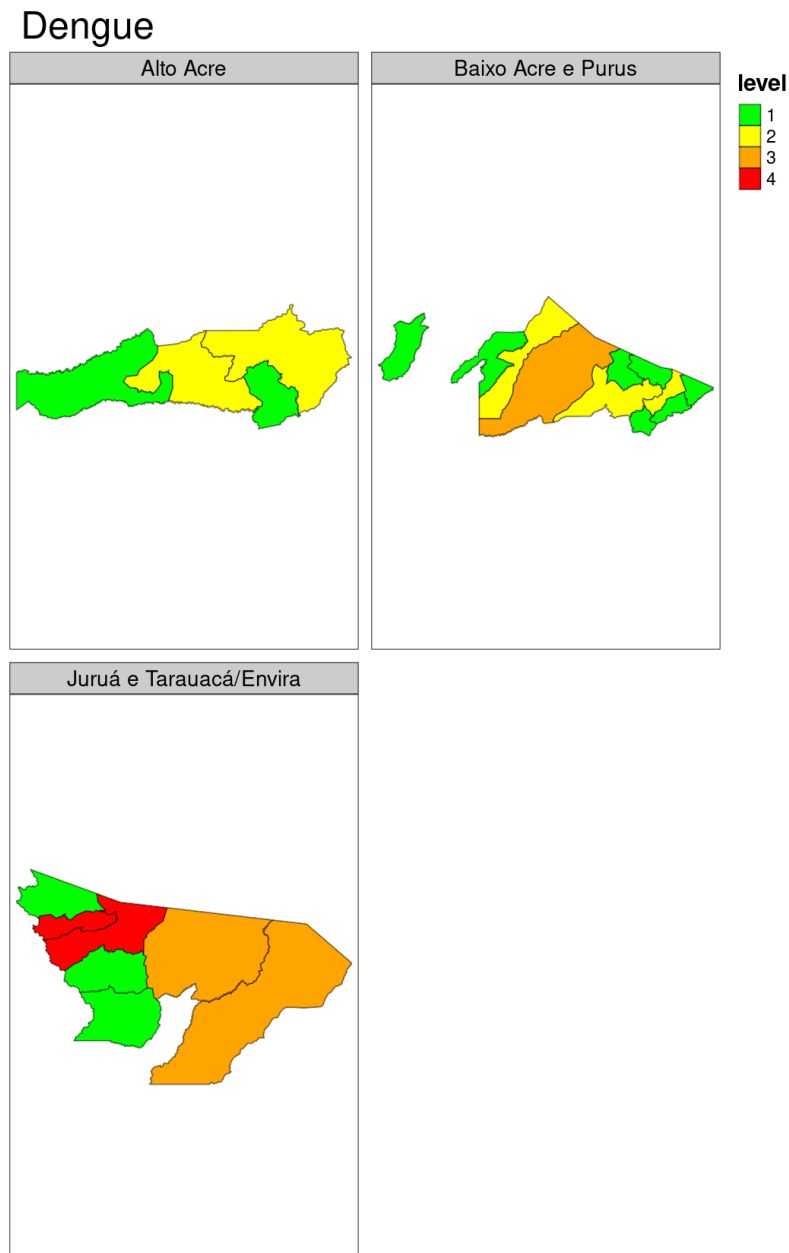 Dengue
Alto Acre
Baixo Acre e Purus
level
1
2
3
4
Juruá e Tarauacá/Envira